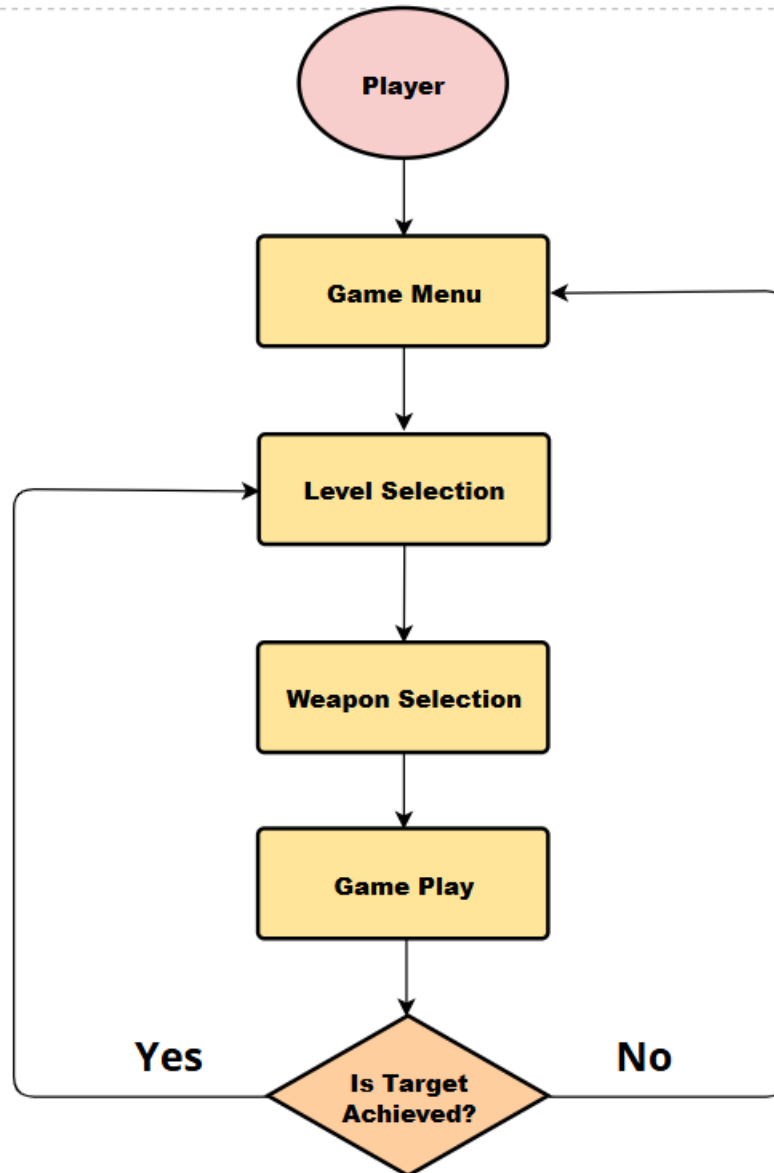 Player
Game Menu
Level Selection
Weapon Selection
Game Play
Yes
No
Is Target
Achieved?